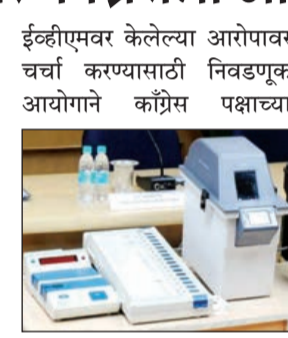 ईव्हीएमवर केलेल्या आरोपावर
चर्चा करण्यासाठी निवडणूक
आयोगाने काँग्रेस पक्षाच्या